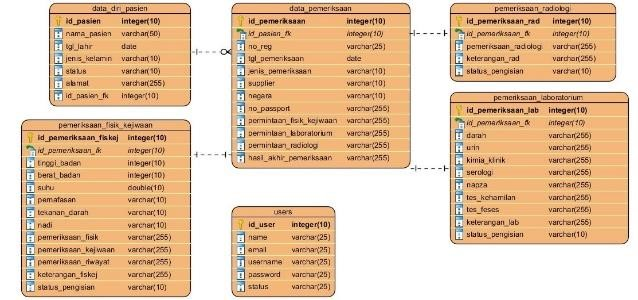 data_diri_pasien
id_pasien integer(10)
nama_pasien varchar(50)
tgl_lahir date
jenis_kelamin varchar(10)
status varchar(10)
alamat varchar(255)
id_pasien_fk integer(10)
data_pemeriksaan
id_pemeriksaan integer(10)
id_pasien_fk integer(10)
no_reg varchar(25)
tgl_pemeriksaan date
jenis_pemeriksaan varchar(10)
supplier varchar(10)
negara varchar(10)
no_passport varchar(255)
permintaan_fisik_kejiwaan varchar(255)
perminntaan_laboratorium varchar(255)
permintaan_radiologi varchar(255)
hasil_akhir_pemeriksaan varchar(255)
pemeriksaan_radiologi
id_pemeriksaan_rad integer(10)
id_pemeriksaan_fk integer(10)
pemeriksaan_radiologi varchar(255)
keterangan_rad varchar(255)
status_pengisian varchar(10)
pemeriksaan_laboratorium
id_pemeriksaan_lab integer(10)
id_pemeriksaan_fk integer(10)
darah varchar(255)
urin varchar(255)
kimia_klinik varchar(255)
serologi varchar(255)
napza varchar(255)
tes_kehamilan varchar(255)
tes_feses varchar(255)
keterangan_lab varchar(255)
status_pengisian varchar(10)
pemeriksaan_fisik_kejiwaan
id_pemeriksaan_fiskej integer(10)
id_pemeriksaan_fk integer(10)
tinggi_badan integer(10)
berat_badan integer(10)
suhu double(10)
pernafasan varchar(10)
tekanan_darah varchar(10)
nadi varchar(10)
pemeriksaan_fisik varchar(255)
pemeriksaan_kejiwaan varchar(255)
pemeriksaan_riwayat varchar(255)
keterangan_fiskej varchar(255)
status_pengisian varchar(10)
users
id_user integer(10)
name varchar(25)
email varchar(25)
username varchar(25)
password varchar(25)
status varchar(25)